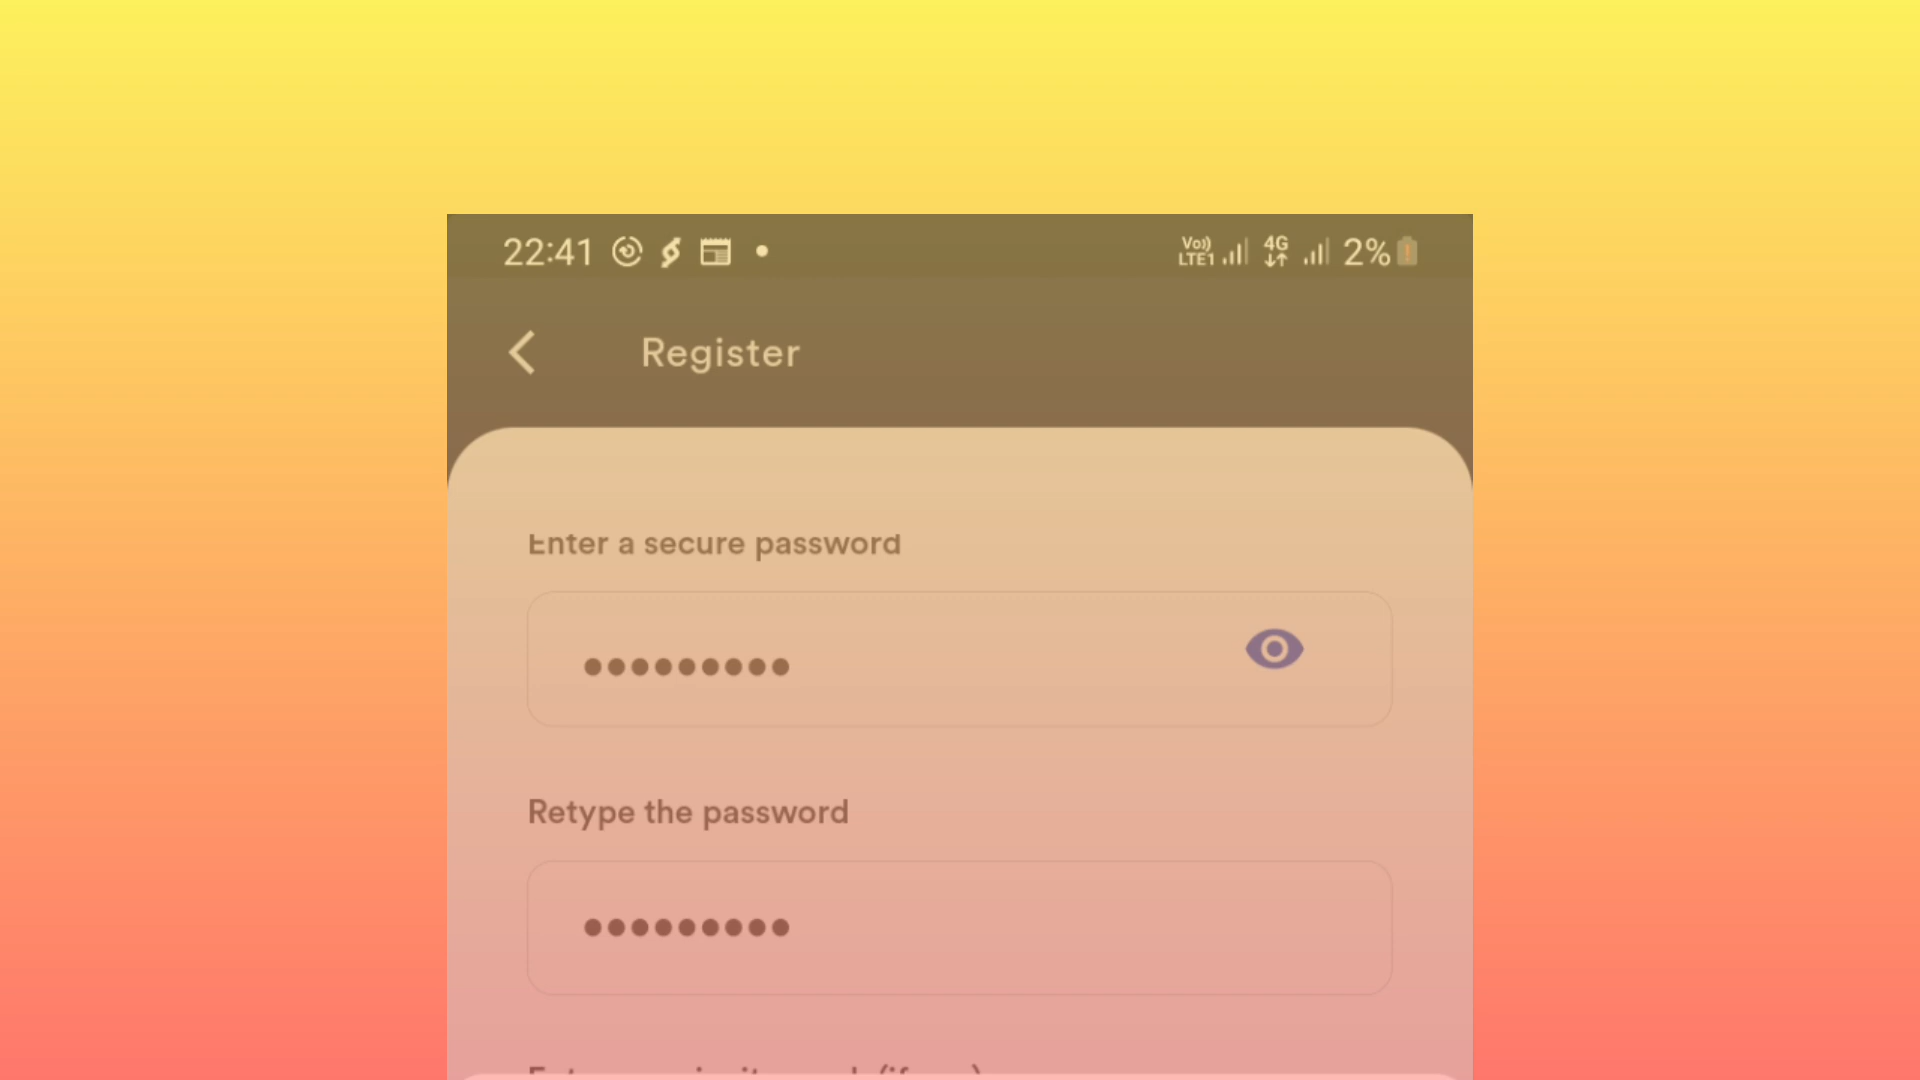 22:41 Vo)) LTE1 4G 2%
Register
Enter a secure password
Retype the password